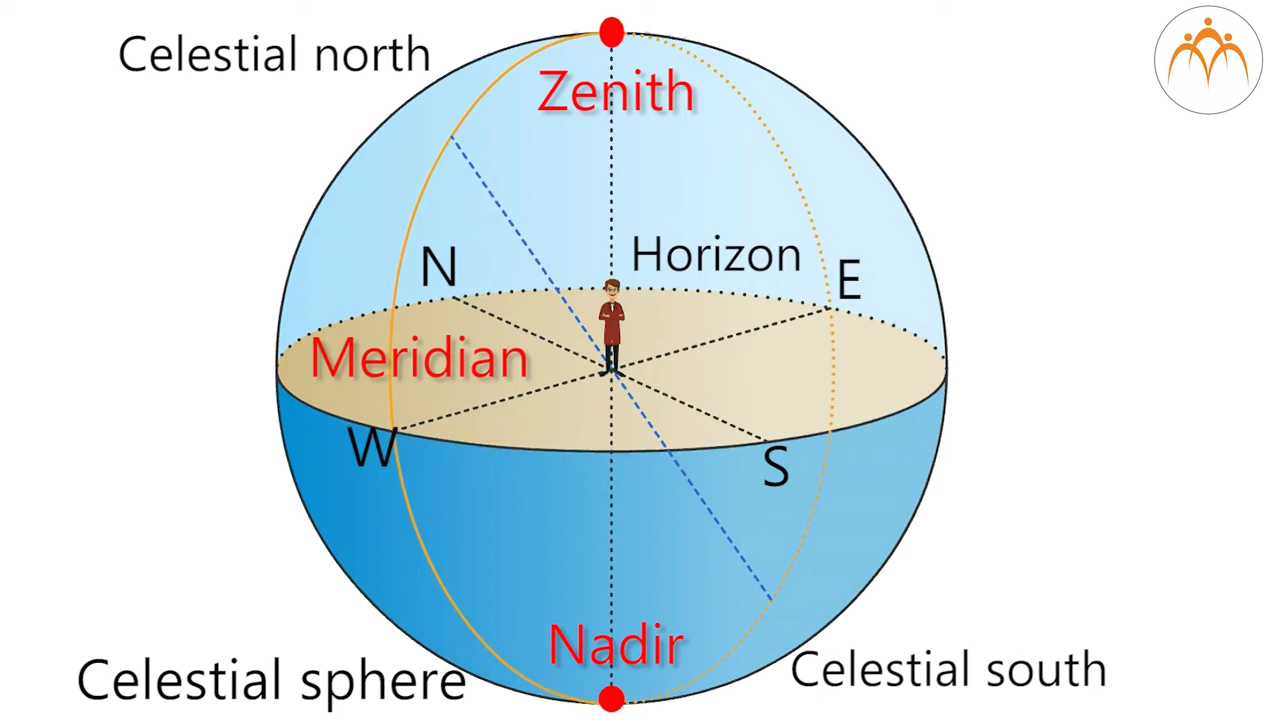 Celestial north
Zenith
Horizon
N
E
Meridian
W
S
Nadir
Celestial south
Celestial sphere